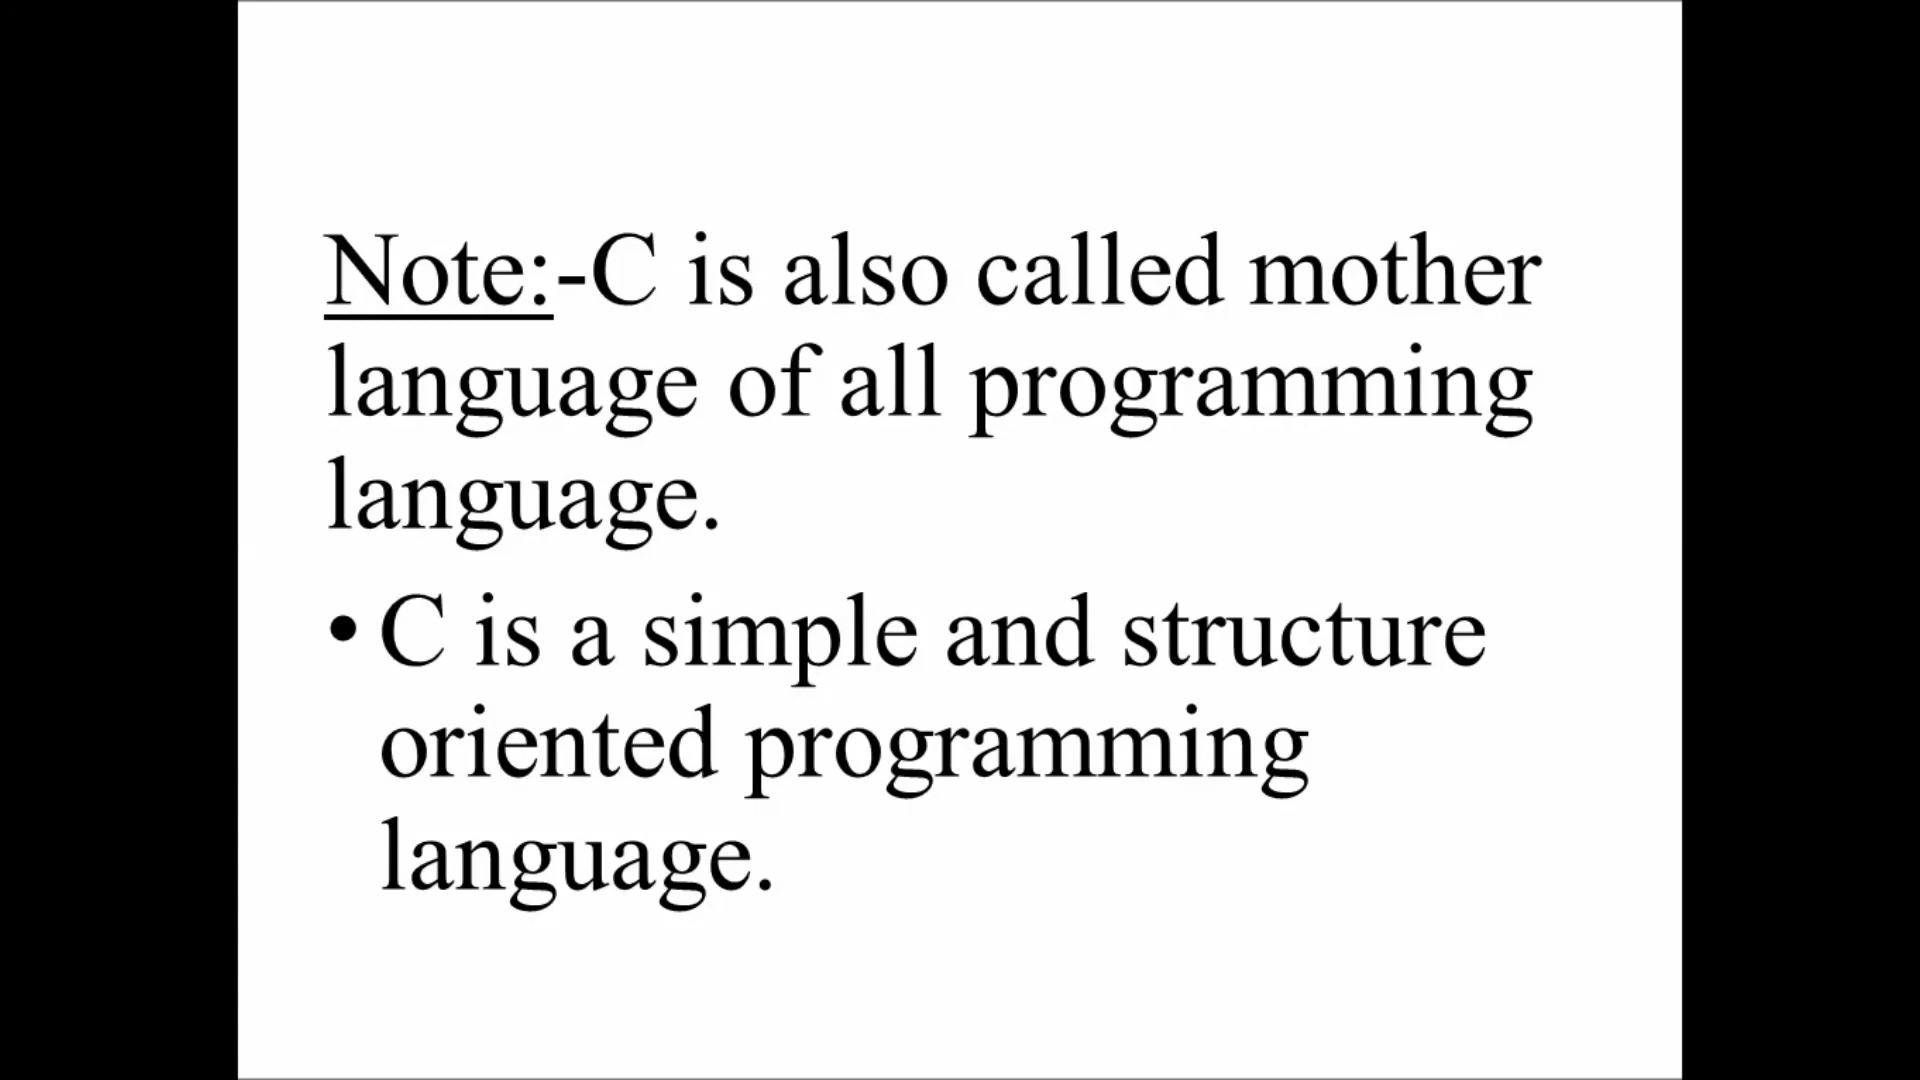 Note:-C is also called mother
language of all programming
language.
• C is a simple and structure
oriented programming
language.